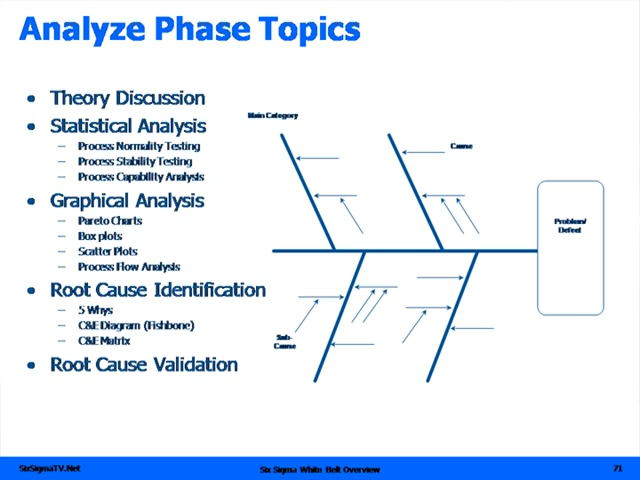 Analyze Phase Topics
• Theory Discussion
• Statistical Analysis
– Process Normality Testing
– Process Stability Testing
– Process Capability Analysis
• Graphical Analysis
– Pareto Charts
– Box plots
– Scatter Plots
– Process Flow Analysis
• Root Cause Identification
– 5 Whys
– C&E Diagram (Fishbone)
– C&E Matrix
• Root Cause Validation
Main Category
Cause
Problem/
Defect
Sub-
Cause
SixSigmaTV.Net
Six Sigma White Belt Overview
71